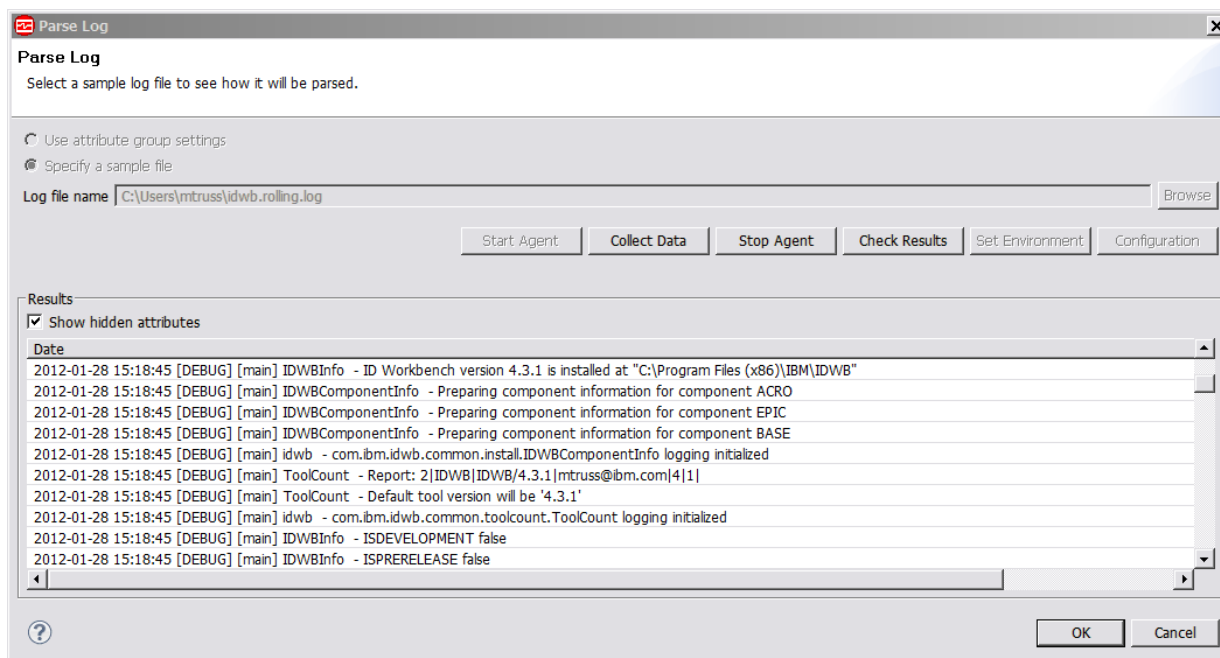 Parse Log
Parse Log
Select a sample log file to see how it will be parsed.
Use attribute group settings
Specify a sample file
Log file name C:\Users\mtruss\idwb.rolling.log Browse
Start Agent Collect Data Stop Agent Check Results Set Environment Configuration
Results
Show hidden attributes
Date
2012-01-28 15:18:45 [DEBUG] [main] IDWBInfo  - ID Workbench version 4.3.1 is installed at "C:\Program Files (x86)\IBM\IDWB"
2012-01-28 15:18:45 [DEBUG] [main] IDWBComponentInfo  - Preparing component information for component ACRO
2012-01-28 15:18:45 [DEBUG] [main] IDWBComponentInfo  - Preparing component information for component EPIC
2012-01-28 15:18:45 [DEBUG] [main] IDWBComponentInfo  - Preparing component information for component BASE
2012-01-28 15:18:45 [DEBUG] [main] idwb  - com.ibm.idwb.common.install.IDWBComponentInfo logging initialized
2012-01-28 15:18:45 [DEBUG] [main] ToolCount  - Report: 2|IDWB|IDWB/4.3.1|mtruss@ibm.com|4|1|
2012-01-28 15:18:45 [DEBUG] [main] ToolCount  - Default tool version will be '4.3.1'
2012-01-28 15:18:45 [DEBUG] [main] idwb  - com.ibm.idwb.common.toolcount.ToolCount logging initialized
2012-01-28 15:18:45 [DEBUG] [main] IDWBInfo  - ISDEVELOPMENT false
2012-01-28 15:18:45 [DEBUG] [main] IDWBInfo  - ISPRERELEASE false
? OK Cancel